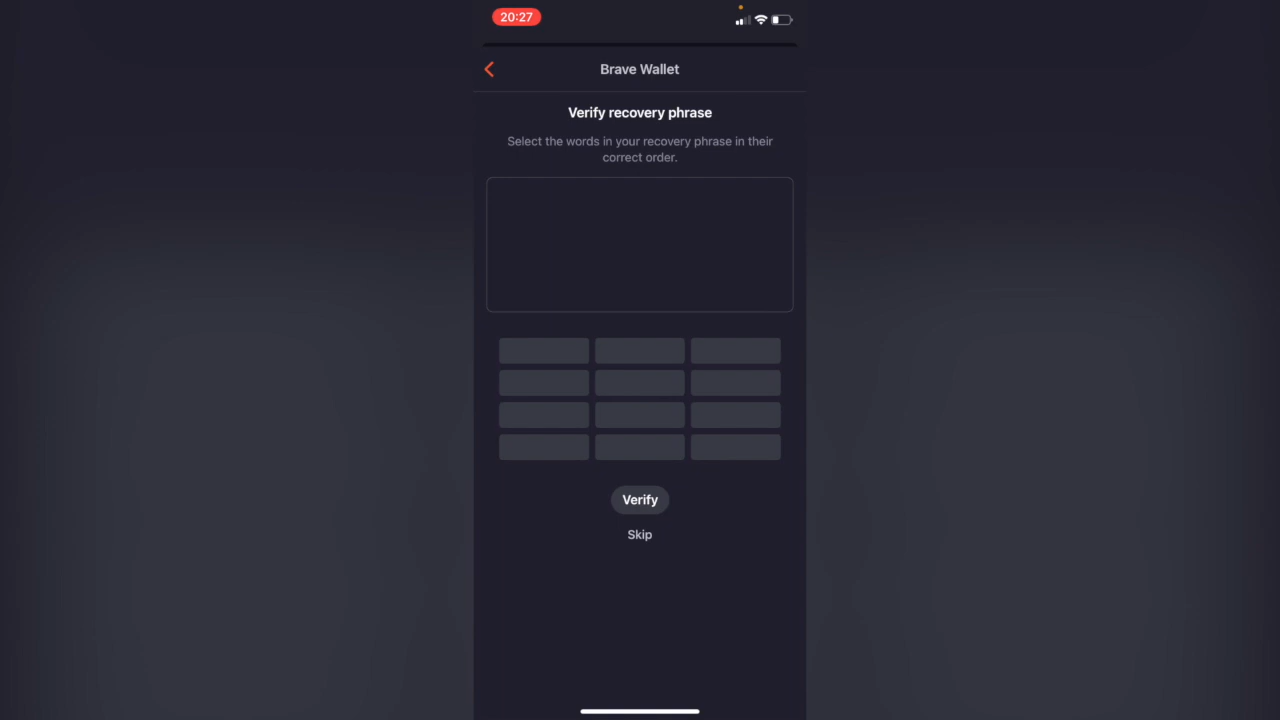 20:27
Brave Wallet
Verify recovery phrase
Select the words in your recovery phrase in their
correct order.
Verify
Skip